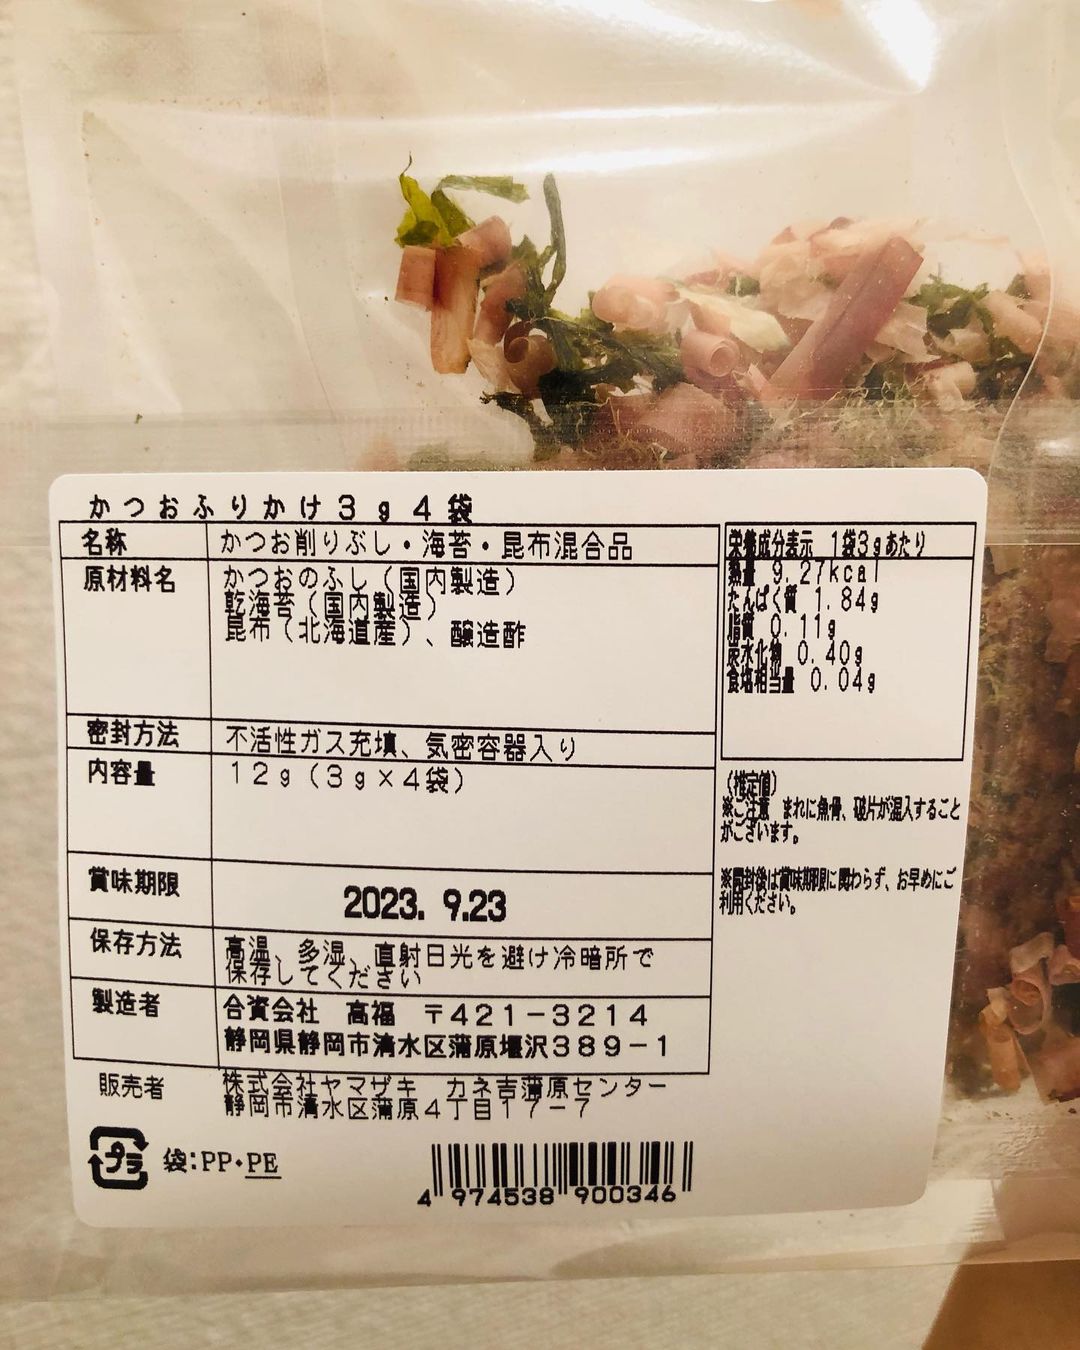 かつおふりかけ3g4袋
名称 かつお削りぶし・海苔・昆布混合品
原材料名 かつおのふし(国内製造)
乾海苔(国内製造)
昆布(北海道産)、醸造酢
密封方法 不活性ガス充填、気密容器入り
内容量 12g(3g×4袋)
賞味期限 2023. 9.23
保存方法 高温、多湿、直射日光を避け冷暗所で
保存してください
製造者 合資会社 高福 〒421-3214
静岡県静岡市清水区蒲原堰沢389-1
販売者 株式会社ヤマザキ カネ吉蒲原センター
静岡市清水区蒲原4丁目17-7
プラ 袋:PP・PE
4 974538 900346
栄養成分表示 1袋3gあたり
熱量 9.27kcal
たんぱく質 1.84g
脂質 0.11g
炭水化物 0.40g
食塩相当量 0.04g
(推定値)
※ご注意 まれに魚骨、破片が混入すること
がございます。
※開封後は賞味期限に関わらず、お早めにご
利用ください。